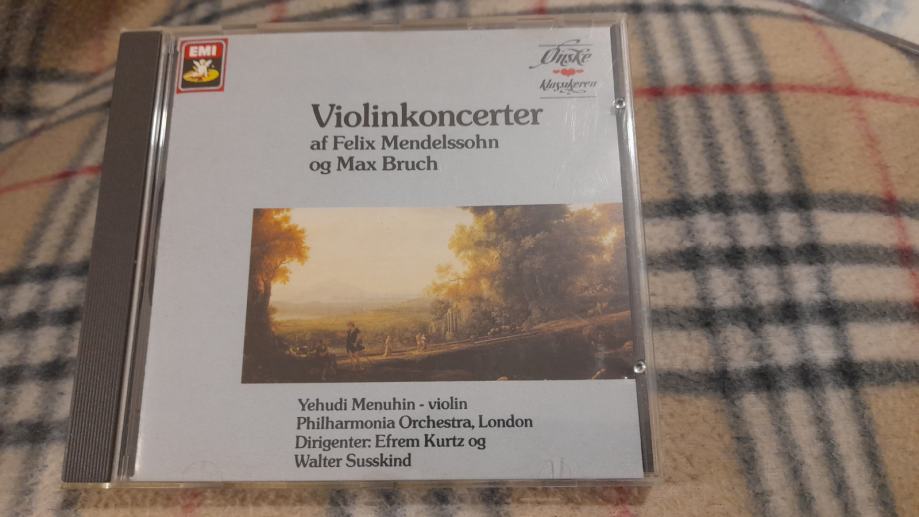 EMI
Ønske
Klassikeren
Violinkoncerter
af Felix Mendelssohn
og Max Bruch
Yehudi Menuhin - violin
Philharmonia Orchestra, London
Dirigenter: Efrem Kurtz og
Walter Susskind